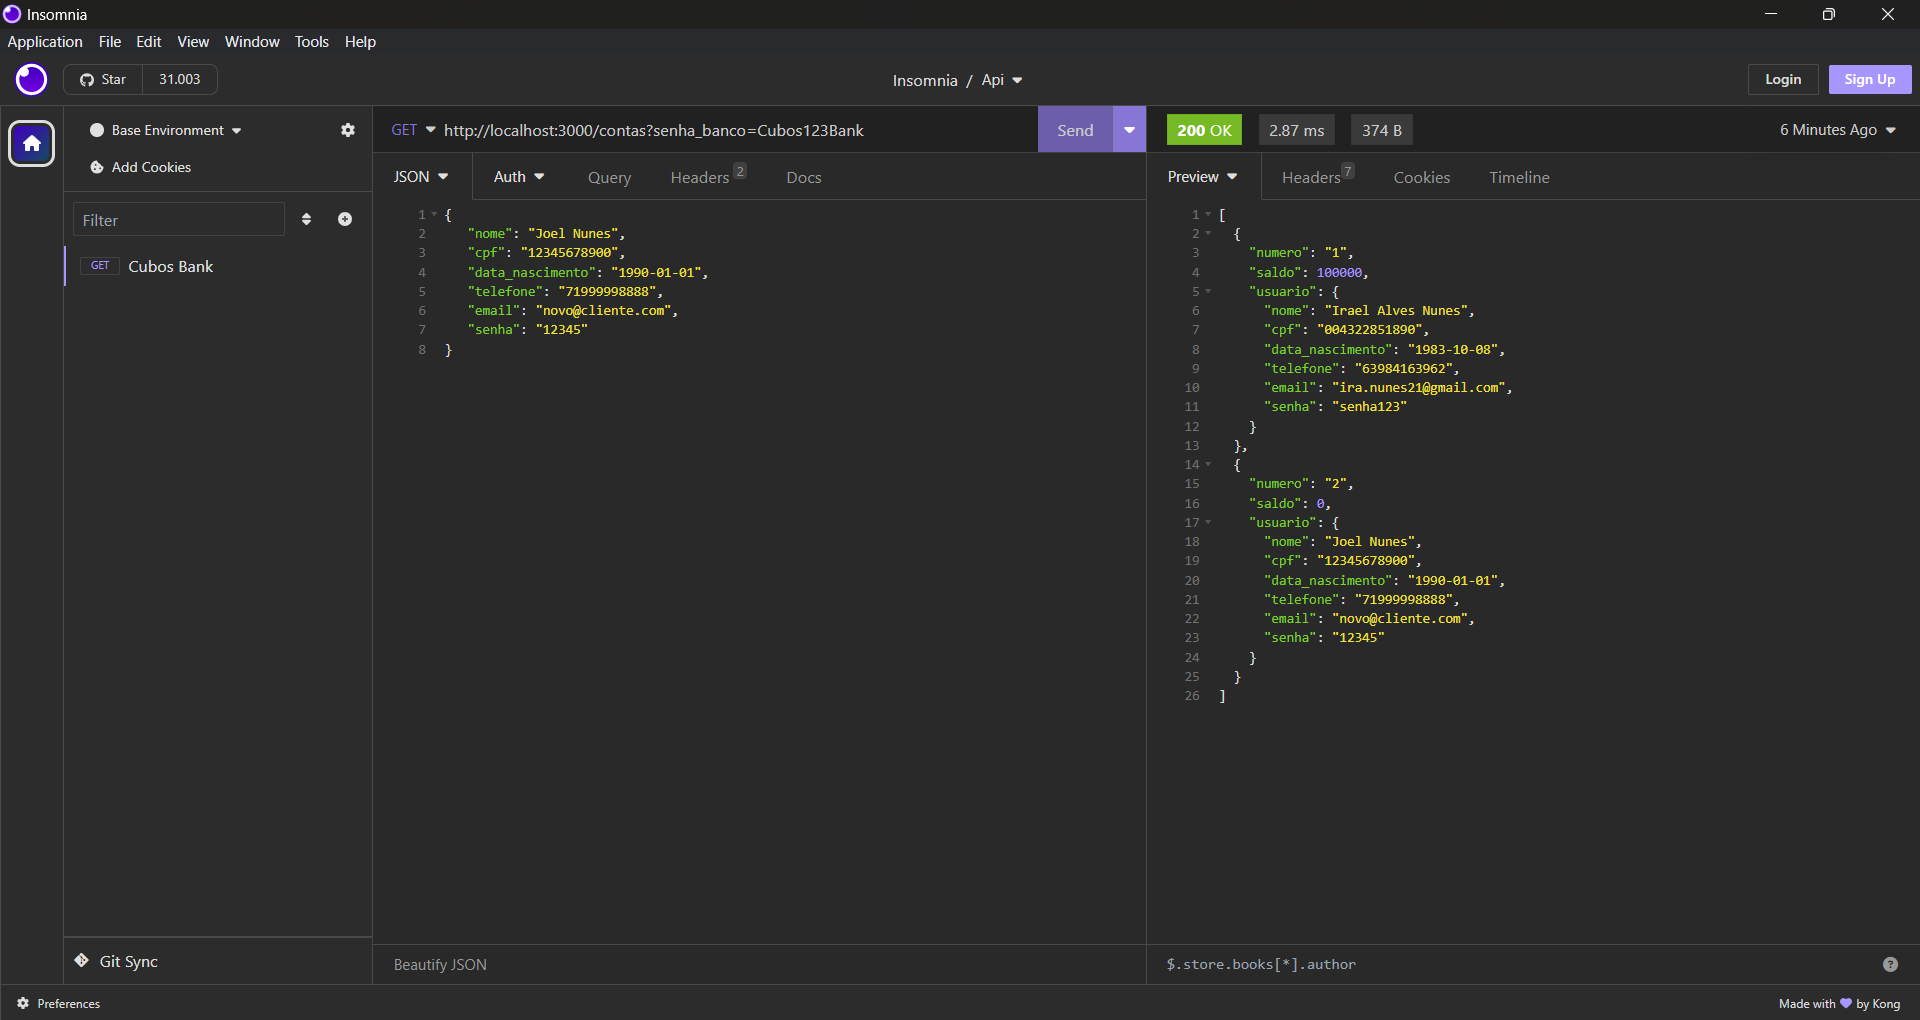 Insomnia
Application File Edit View Window Tools Help
Star 31.003
Insomnia / Api
Login Sign Up
Base Environment
Add Cookies
Filter
GET Cubos Bank
Git Sync
Preferences
GET http://localhost:3000/contas?senha_banco=Cubos123Bank Send
JSON Auth Query Headers 2 Docs
1 {
2 "nome": "Joel Nunes",
3 "cpf": "12345678900",
4 "data_nascimento": "1990-01-01",
5 "telefone": "71999998888",
6 "email": "novo@cliente.com",
7 "senha": "12345"
8 }
Beautify JSON
200 OK 2.87 ms 374 B 6 Minutes Ago
Preview Headers 7 Cookies Timeline
1 [
2 {
3 "numero": "1",
4 "saldo": 100000,
5 "usuario": {
6 "nome": "Irael Alves Nunes",
7 "cpf": "004322851890",
8 "data_nascimento": "1983-10-08",
9 "telefone": "63984163962",
10 "email": "ira.nunes21@gmail.com",
11 "senha": "senha123"
12 }
13 },
14 {
15 "numero": "2",
16 "saldo": 0,
17 "usuario": {
18 "nome": "Joel Nunes",
19 "cpf": "12345678900",
20 "data_nascimento": "1990-01-01",
21 "telefone": "71999998888",
22 "email": "novo@cliente.com",
23 "senha": "12345"
24 }
25 }
26 ]
$.store.books[*].author
Made with 💜 by Kong